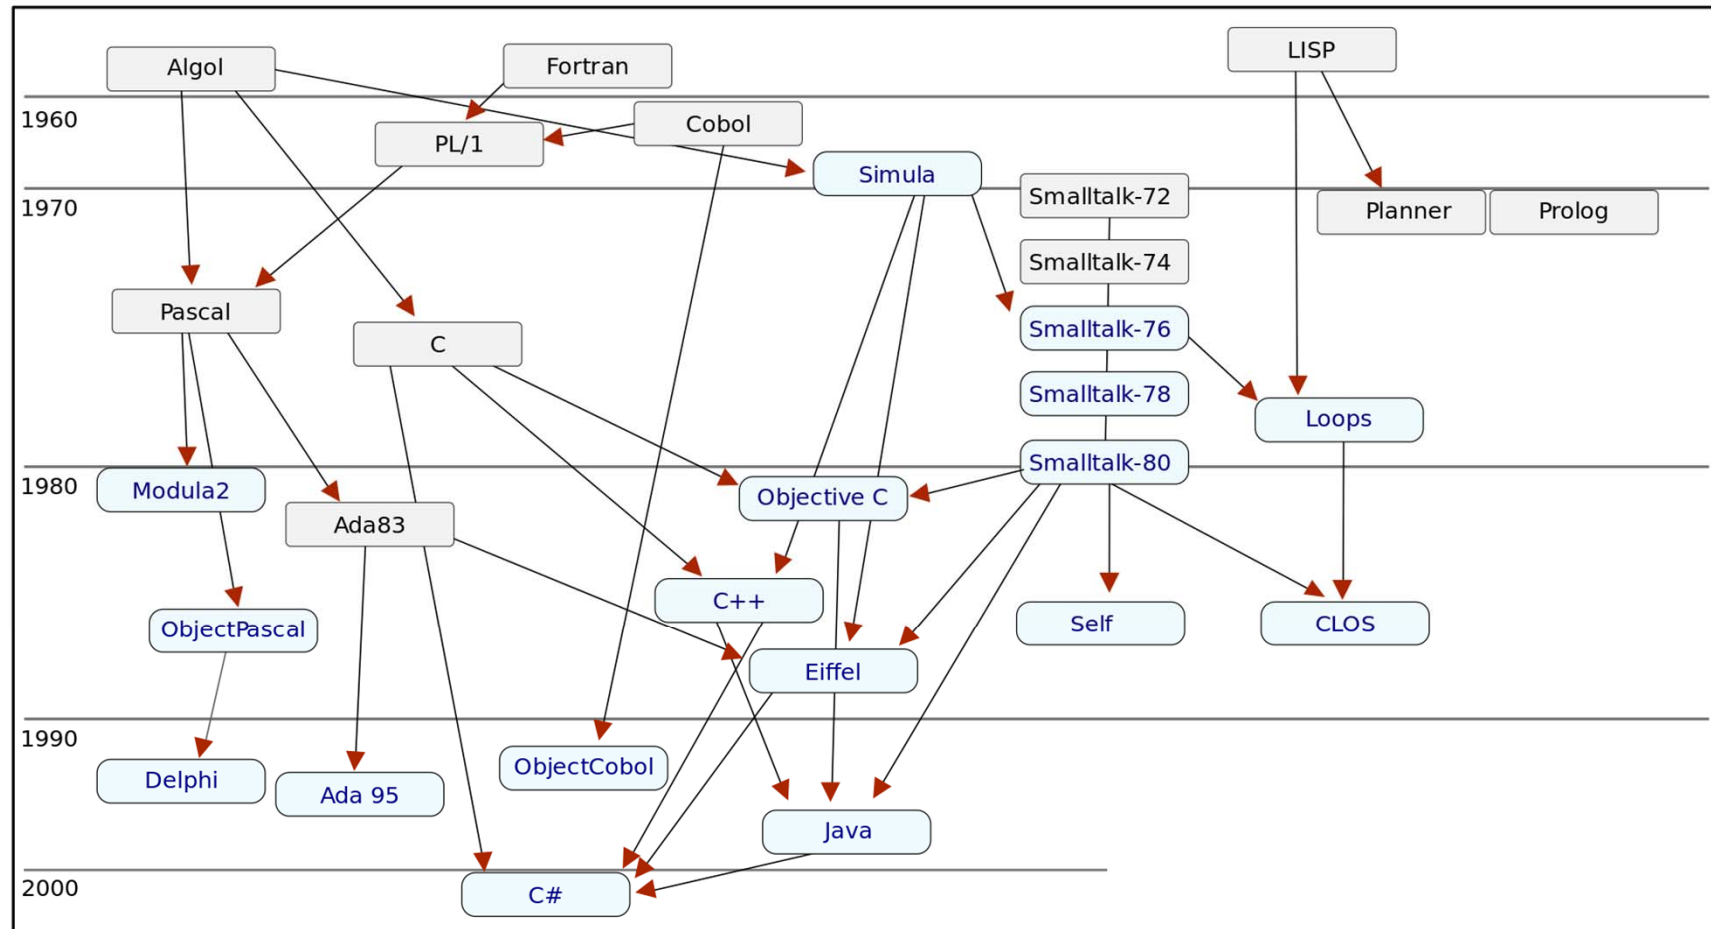 LISP
Algol
Fortran
1960
Cobol
PL/1
Simula
Smalltalk-72
1970
Planner
Prolog
Smalltalk-74
Pascal
Smalltalk-76
C
Smalltalk-78
Loops
Smalltalk-80
1980
Modula2
Objective C
Ada83
C++
ObjectPascal
Self
CLOS
Eiffel
1990
ObjectCobol
Delphi
Ada 95
Java
2000
C#